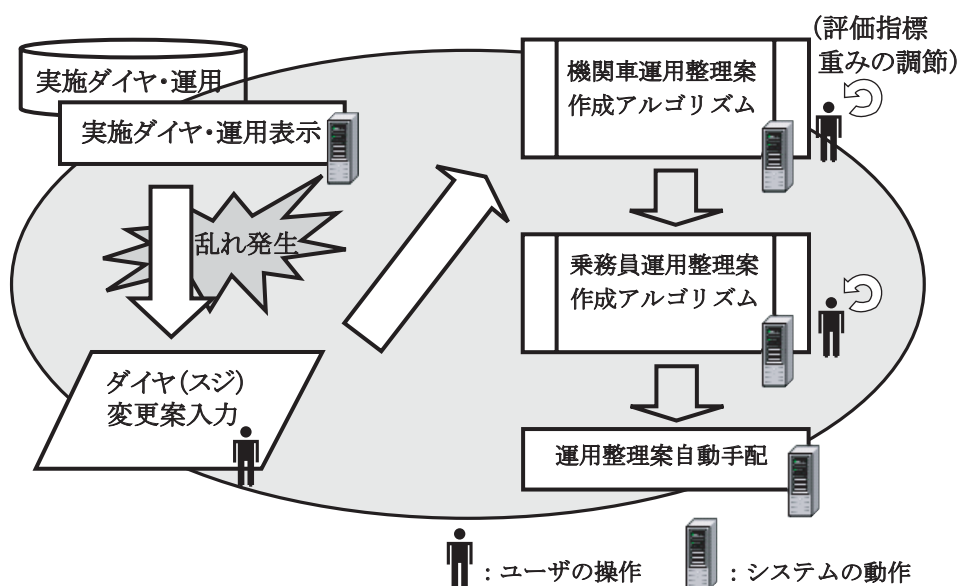 実施ダイヤ・運用
実施ダイヤ・運用表示
乱れ発生
ダイヤ(スジ)
変更案入力
機関車運用整理案
作成アルゴリズム
(評価指標
重みの調節)
乗務員運用整理案
作成アルゴリズム
運用整理案自動手配
:ユーザの操作
:システムの動作